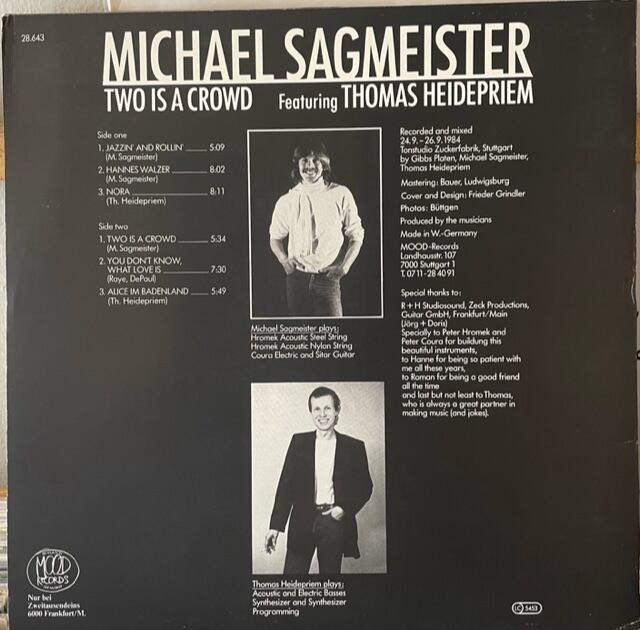 28.643
MICHAEL SAGMEISTER
TWO IS A CROWD Featuring THOMAS HEIDEPRIEM
Side one
1. JAZZIN' AND ROLLIN' 5:09
(M. Sagmeister)
2. HANNES WALZER 8:02
(M. Sagmeister)
3. NORA 8:11
(Th. Heidepriem)
Side two
1. TWO IS A CROWD 5:34
(M. Sagmeister)
2. YOU DON'T KNOW,
WHAT LOVE IS 7:30
(Raye, DePaul)
3. ALICE IM BADENLAND 5:49
(Th. Heidepriem)
Michael Sagmeister plays:
Hromek Acoustic Steel String
Hromek Acoustic Nylon String
Coura Electric and Sitar Guitar
Thomas Heidepriem plays:
Acoustic and Electric Basses
Synthesizer and Synthesizer
Programming
Recorded and mixed
24.9. - 26.9.1984
Tonstudio Zuckerfabrik, Stuttgart
by Gibbs Platen, Michael Sagmeister,
Thomas Heidepriem
Mastering: Bauer, Ludwigsburg
Cover and Design: Frieder Grindler
Photos: Büttgen
Produced by the musicians
Made in W.-Germany
MOOD-Records
Landhausstr. 107
7000 Stuttgart 1
T. 0711-28 40 91
Special thanks to:
R + H Studiosound, Zeck Productions,
Guitar GmbH, Frankfurt/Main
(Jörg + Doris)
Specially to Peter Hromek and
Peter Coura for buildung this
beautiful instruments,
to Hanne for being so patient with
me all these years,
to Roman for being a good friend
all the time
and last but not least to Thomas,
who is always a great partner in
making music (and jokes).
MOOD
RECORDS
Nur bei
Zweitausendeins
6000 Frankfurt/M.
LC 5453